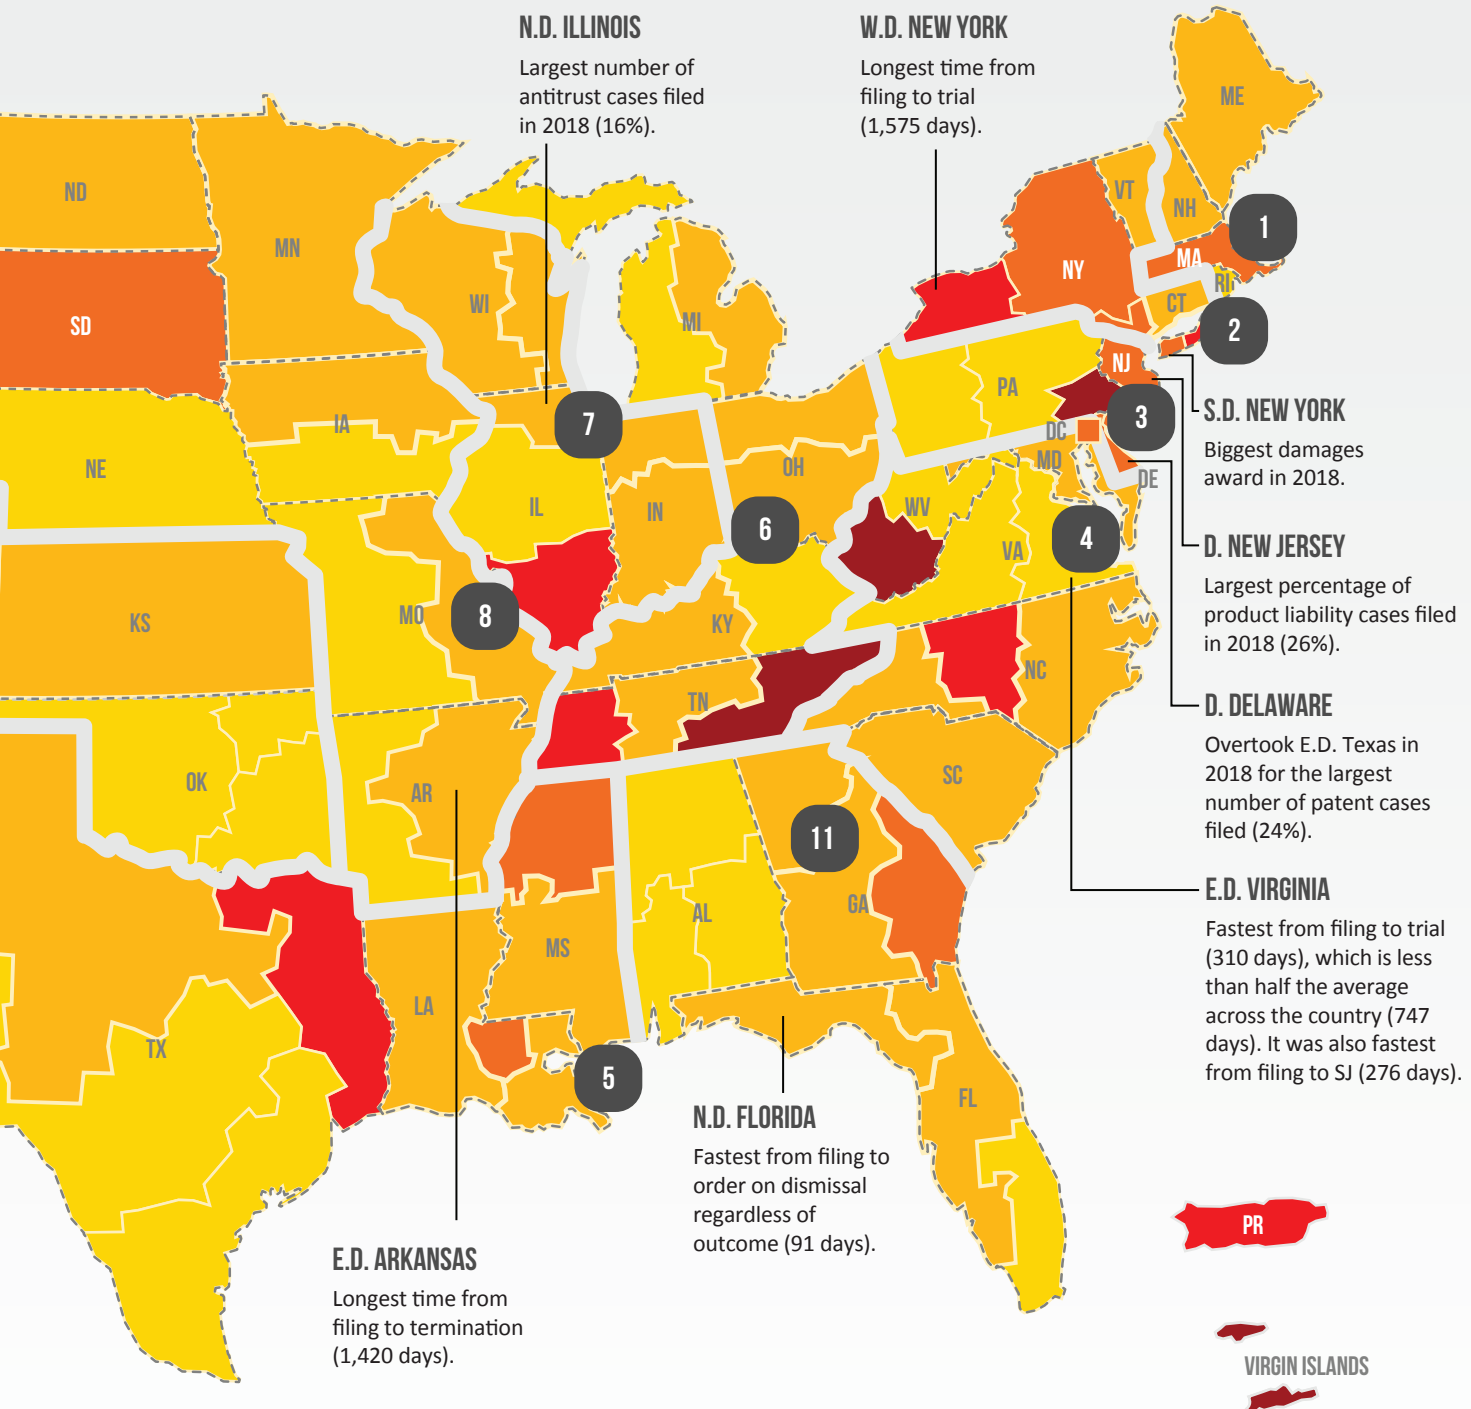 N.D. ILLINOIS
Largest number of
antitrust cases filed
in 2018 (16%).
W.D. NEW YORK
Longest time from
filing to trial
(1,575 days).
ME
ND
MN
VT
NH
1
SD
WI
MI
NY
MA
RI
CT
2
NJ
PA
IA
7
3
S.D. NEW YORK
Biggest damages
award in 2018.
NE
OH
DC
MD
DE
IL
IN
6
WV
VA
4
D. NEW JERSEY
Largest percentage of
product liability cases filed
in 2018 (26%).
KS
MO
8
KY
NC
TN
D. DELAWARE
Overtook E.D. Texas in
2018 for the largest
number of patent cases
filed (24%).
OK
AR
SC
11
GA
AL
MS
E.D. VIRGINIA
Fastest from filing to trial
(310 days), which is less
than half the average
across the country (747
days). It was also fastest
from filing to SJ (276 days).
LA
TX
5
FL
N.D. FLORIDA
Fastest from filing to
order on dismissal
regardless of
outcome (91 days).
PR
E.D. ARKANSAS
Longest time from
filing to termination
(1,420 days).
VIRGIN ISLANDS